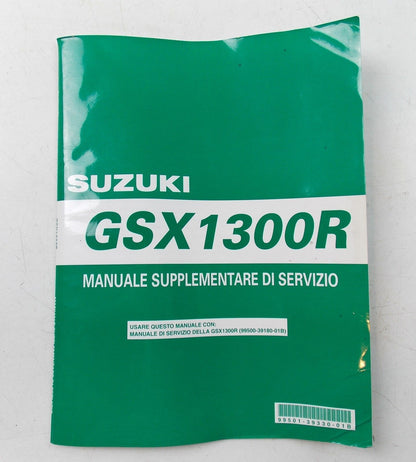 SUZUKI
GSX1300R
MANUALE SUPPLEMENTARE DI SERVIZIO
USARE QUESTO MANUALE CON:
MANUALE DI SERVIZIO DELLA GSX1300R (99500-39180-01B)
99501-39330-01B